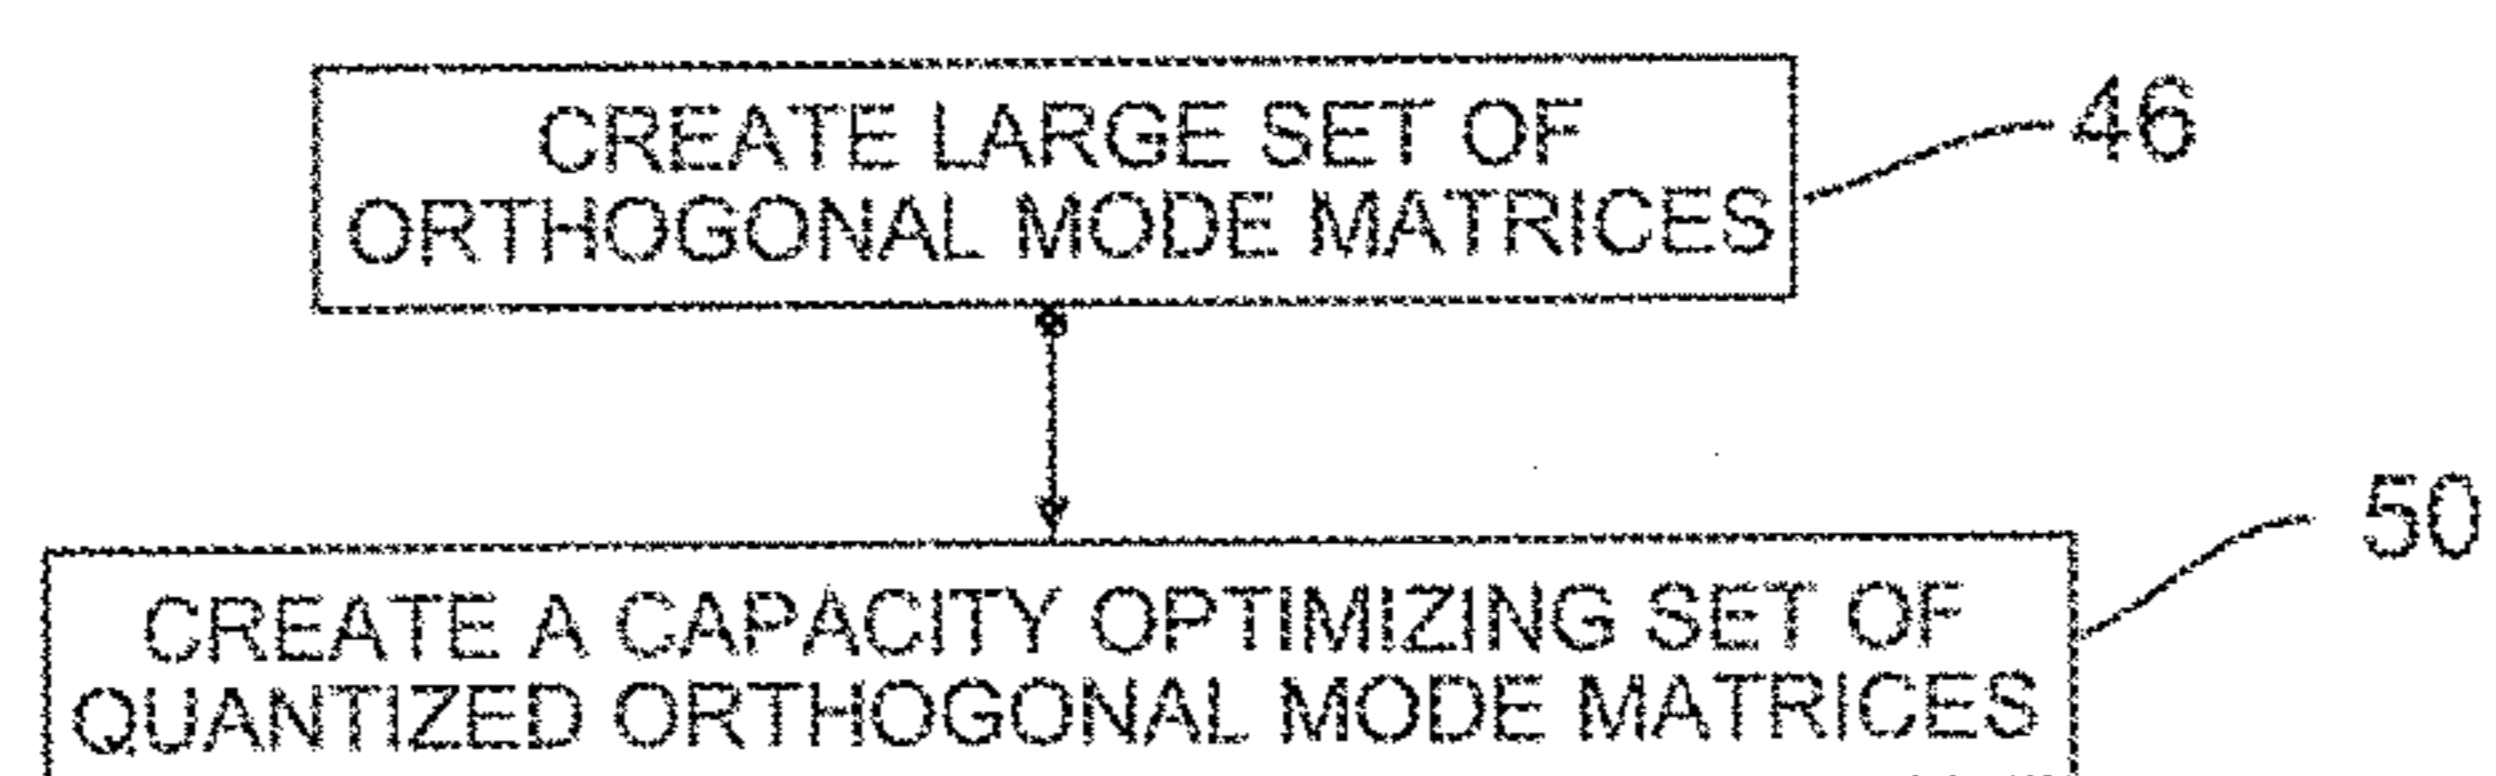 CREATE LARGE SET OF
ORTHOGONAL MODE MATRICES
46
50
CREATE A CAPACITY OPTIMIZING SET OF
QUANTIZED ORTHOGONAL MODE MATRICES